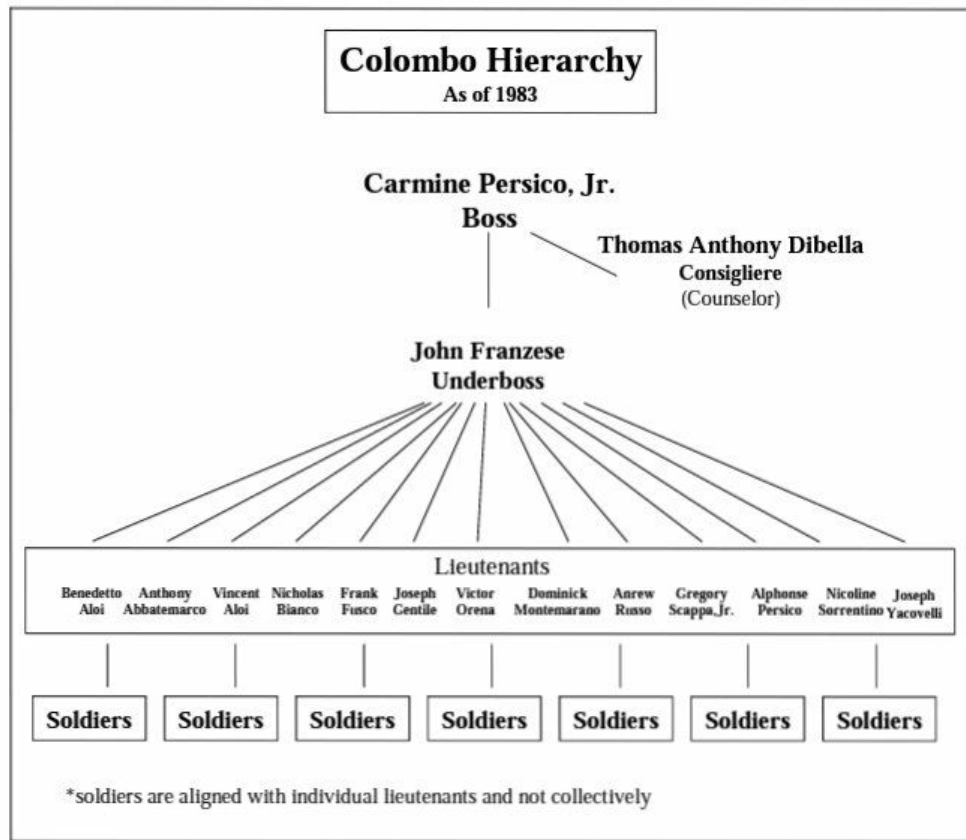 Colombo Hierarchy
As of 1983
Carmine Persico, Jr.
Boss
Thomas Anthony Dibella
Consigliere
(Counselor)
John Franzese
Underboss
Lieutenants
Benedetto Anthony Vincent Nicholas Frank Joseph Victor Dominick Anrew Gregory Alphonse Nicoline Joseph
Aloi Abbatemarco Aloi Bianco Fusco Gentile Orena Montemarano Russo Scappa,Jr. Persico Sorrentino Yacovelli
Soldiers Soldiers Soldiers Soldiers Soldiers Soldiers Soldiers
*soldiers are aligned with individual lieutenants and not collectively